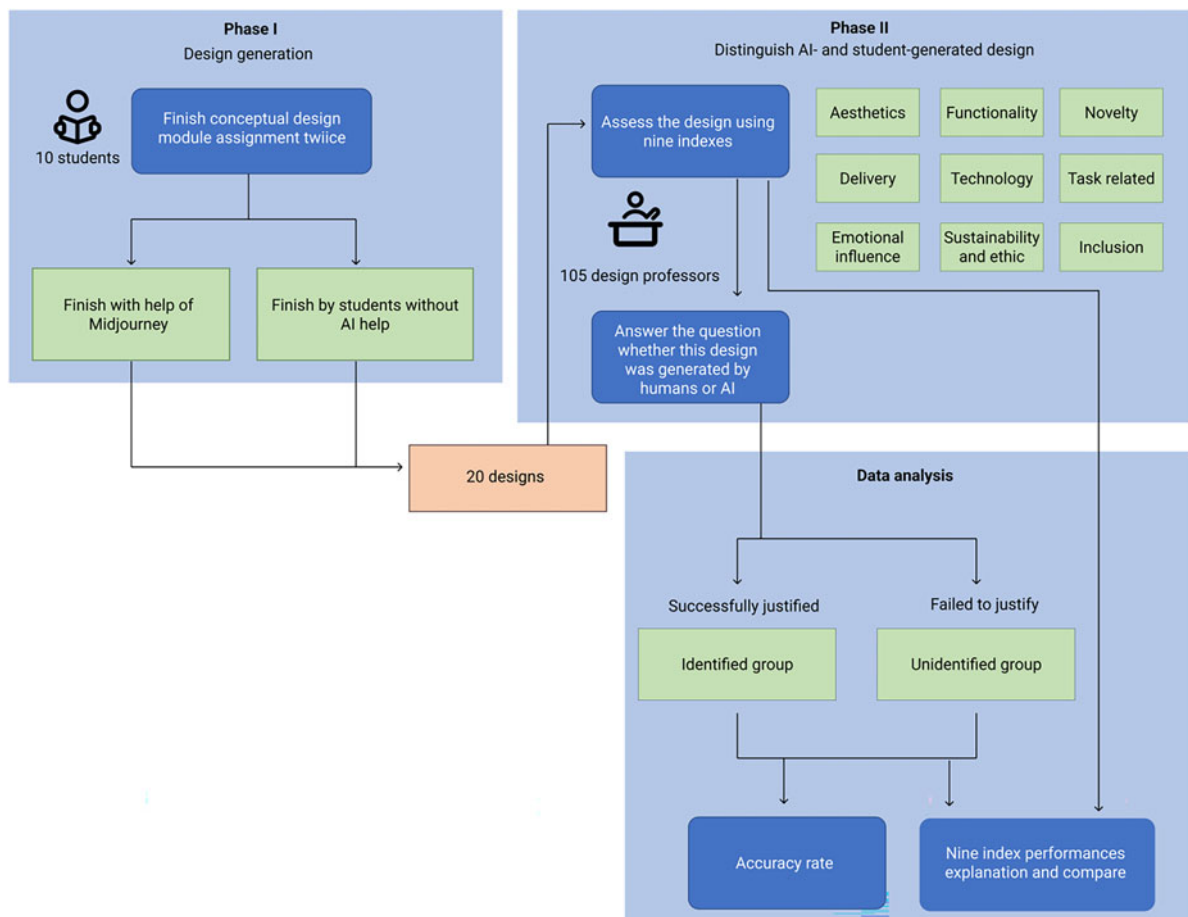 Phase I
Design generation
10 students
Finish conceptual design
module assignment twiice
Finish with help of
Midjourney
Finish by students without
AI help
20 designs
Phase II
Distinguish AI- and student-generated design
Assess the design using
nine indexes
105 design professors
Aesthetics
Functionality
Novelty
Delivery
Technology
Task related
Emotional
influence
Sustainability
and ethic
Inclusion
Answer the question
whether this design
was generated by
humans or AI
Data analysis
Successfully justified
Failed to justify
Identified group
Unidentified group
Accuracy rate
Nine index performances
explanation and compare